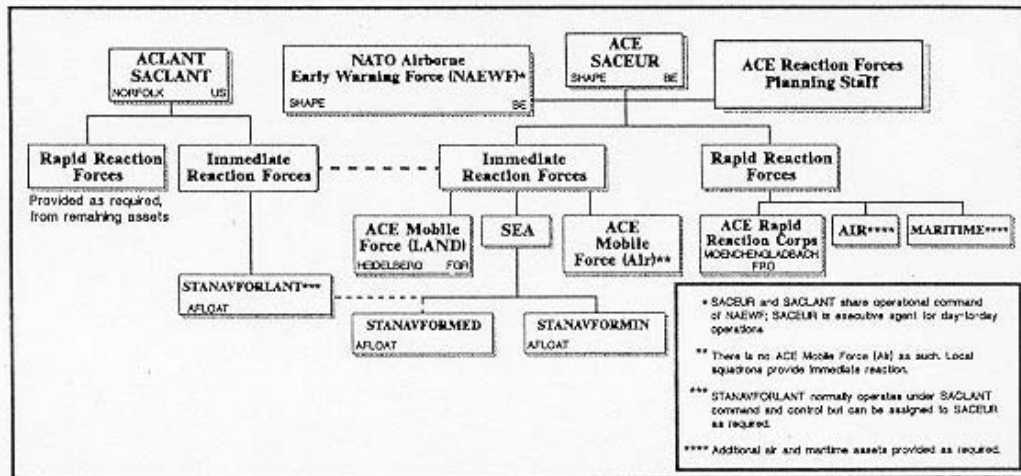 ACLANT
SACLANT
NORFOLK US
NATO Airborne
Early Warning Force (NAEWF)*
SHAPE BE
ACE
SACEUR
SHAPE BE
ACE Reaction Forces
Planning Staff
Rapid Reaction
Forces
Provided as required,
from remaining assets
Immediate
Reaction Forces
Immediate
Reaction Forces
Rapid Reaction
Forces
ACE Mobile
Force (LAND)
HEIDELBERG FGR
SEA
ACE
Mobile
Force (Air)**
ACE Rapid
Reaction Corps
MOENCHENGLADBACH
FRG
AIR****
MARITIME****
STANAVFORLANT***
AFLOAT
STANAVFORMED
AFLOAT
STANAVFORMIN
AFLOAT
* SACEUR and SACLANT share operational command
of NAEWF; SACEUR is executive agent for day-to-day
operations
** There is no ACE Mobile Force (Air) as such. Local
squadrons provide immediate reaction.
*** STANAVFORLANT normally operates under SACLANT
command and control but can be assigned to SACEUR
as required.
**** Additional air and maritime assets provided as required.